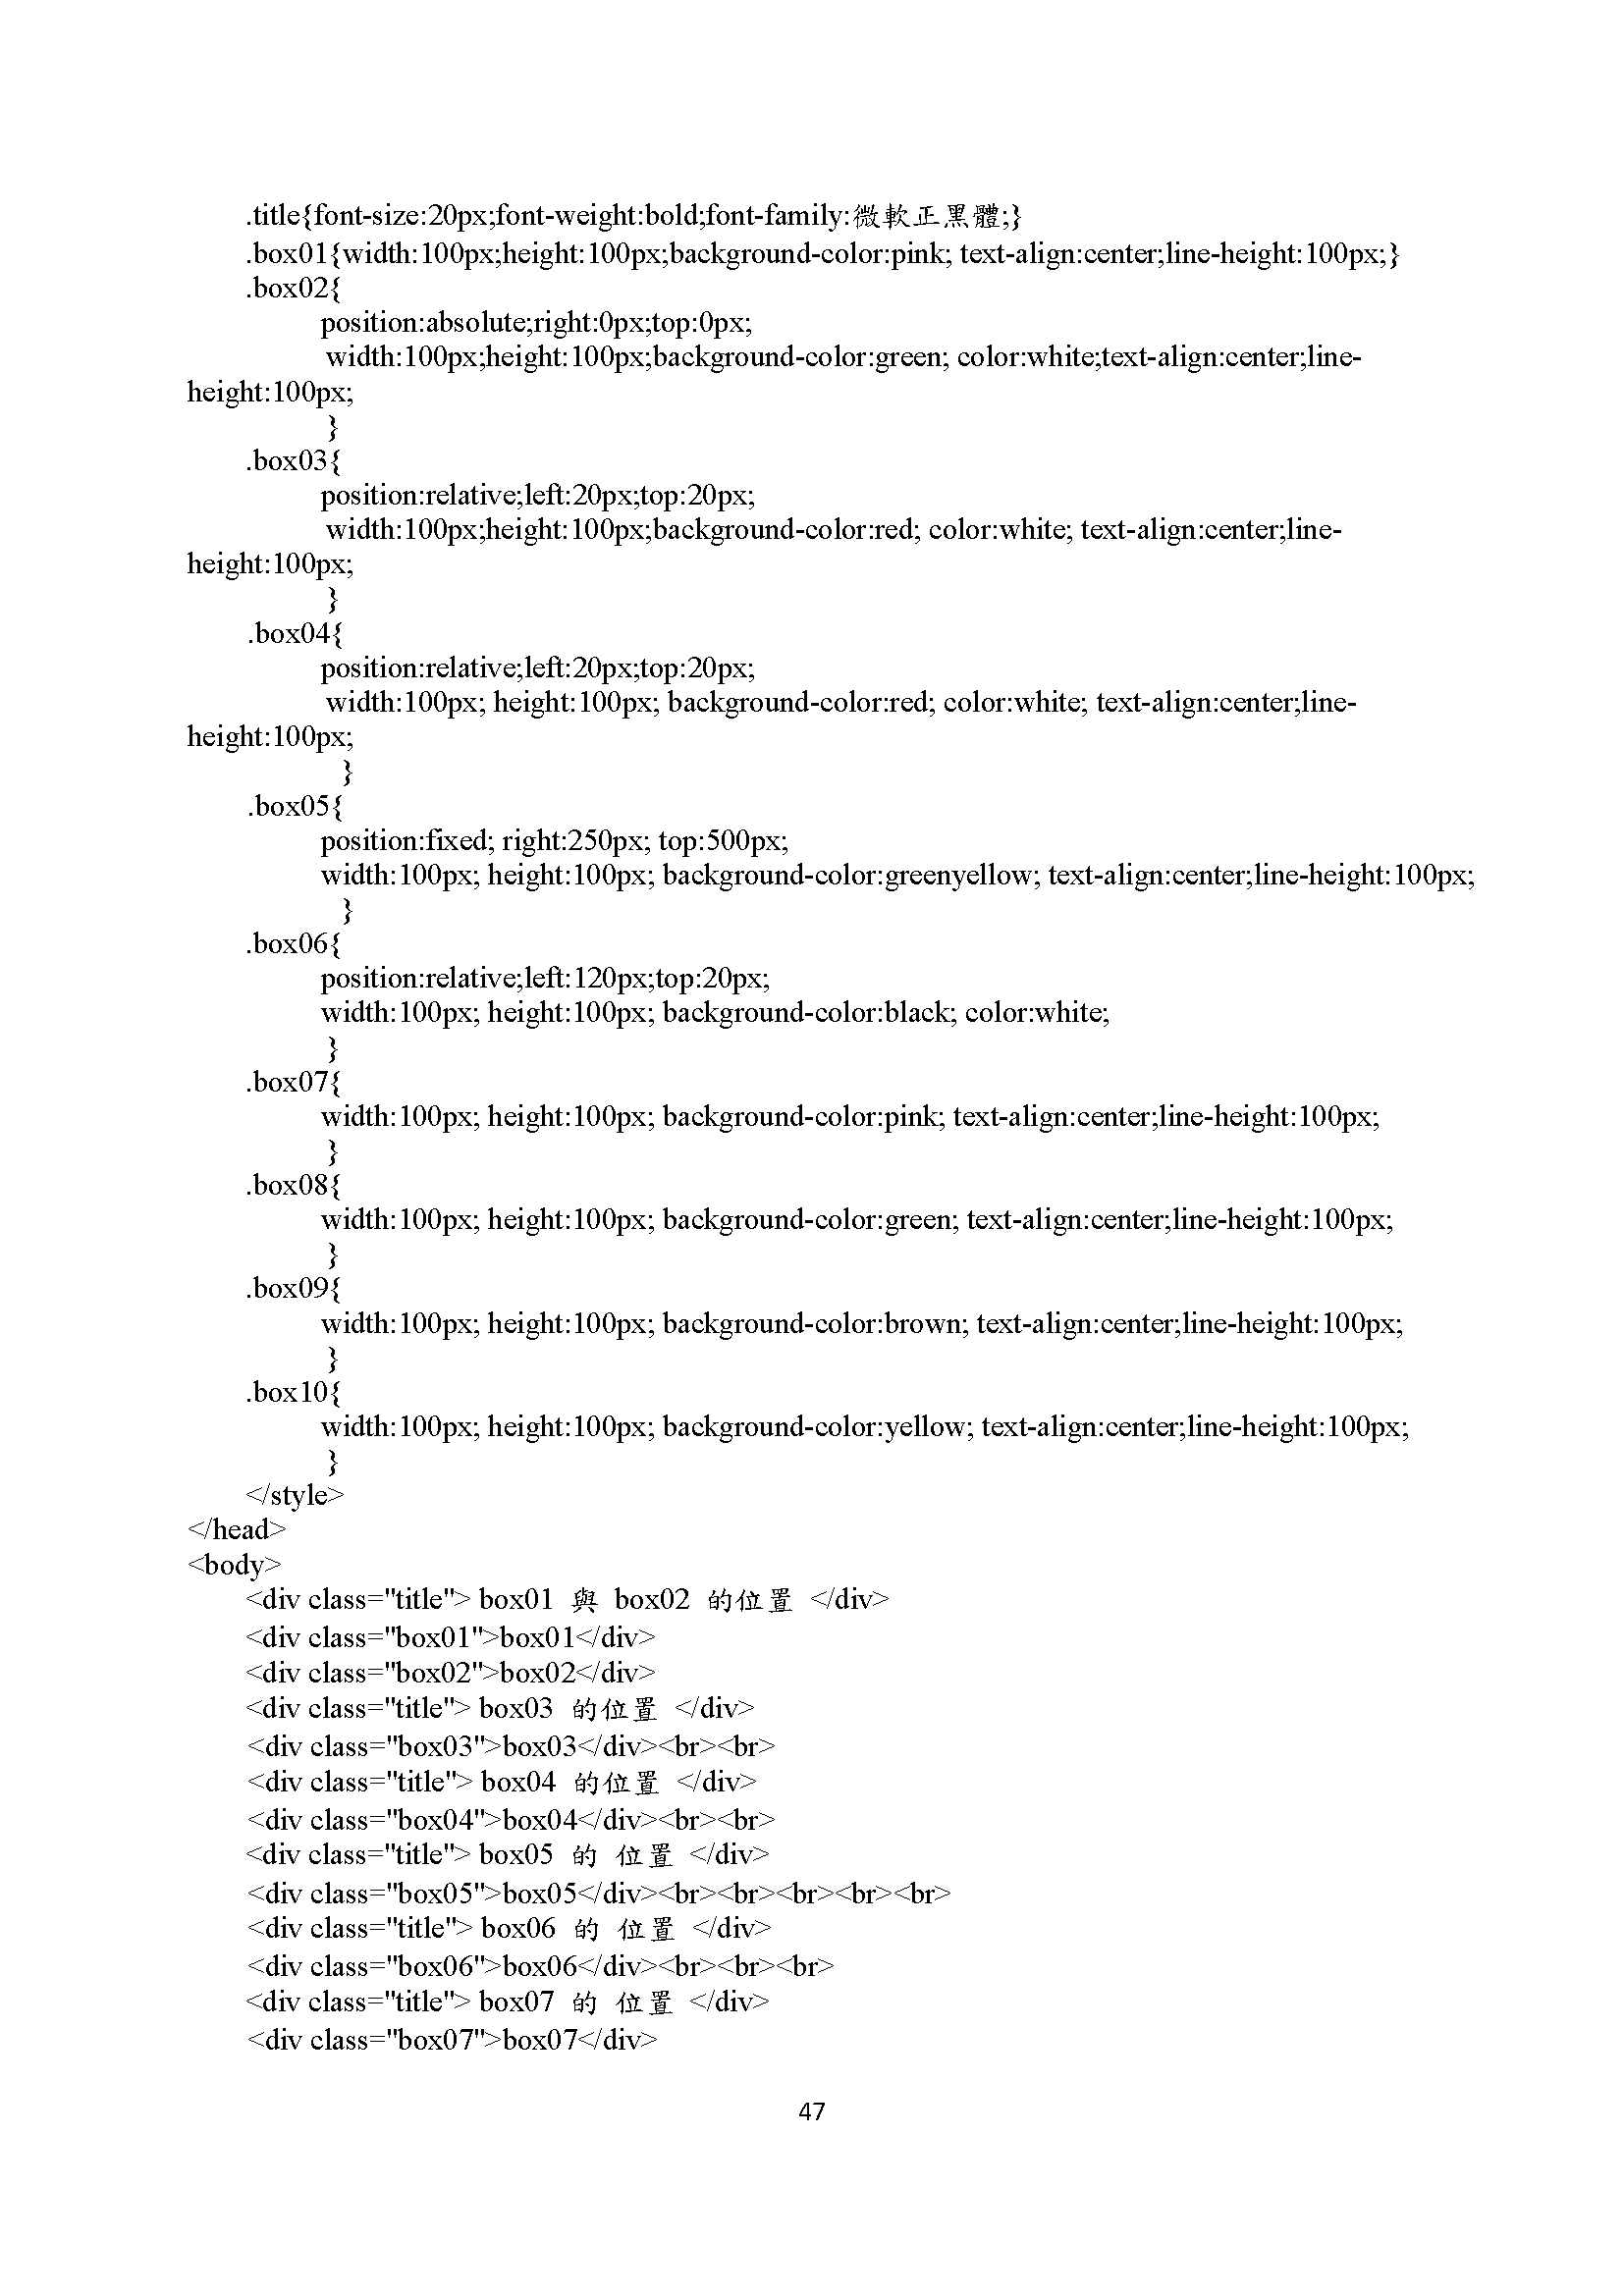 .title{font-size:20px;font-weight:bold;font-family:微軟正黑體;}
.box01{width:100px;height:100px;background-color:pink; text-align:center;line-height:100px;}
.box02{
position:absolute;right:0px;top:0px;
width:100px;height:100px;background-color:green; color:white;text-align:center;line-
height:100px;
}
.box03{
position:relative;left:20px;top:20px;
width:100px;height:100px;background-color:red; color:white; text-align:center;line-
height:100px;
}
.box04{
position:relative;left:20px;top:20px;
width:100px; height:100px; background-color:red; color:white; text-align:center;line-
height:100px;
}
.box05{
position:fixed; right:250px; top:500px;
width:100px; height:100px; background-color:greenyellow; text-align:center;line-height:100px;
}
.box06{
position:relative;left:120px;top:20px;
width:100px; height:100px; background-color:black; color:white;
}
.box07{
width:100px; height:100px; background-color:pink; text-align:center;line-height:100px;
}
.box08{
width:100px; height:100px; background-color:green; text-align:center;line-height:100px;
}
.box09{
width:100px; height:100px; background-color:brown; text-align:center;line-height:100px;
}
.box10{
width:100px; height:100px; background-color:yellow; text-align:center;line-height:100px;
}
</style>
</head>
<body>
<div class="title"> box01 與 box02 的位置 </div>
<div class="box01">box01</div>
<div class="box02">box02</div>
<div class="title"> box03 的位置 </div>
<div class="box03">box03</div><br><br>
<div class="title"> box04 的位置 </div>
<div class="box04">box04</div><br><br>
<div class="title"> box05 的 位置 </div>
<div class="box05">box05</div><br><br><br><br><br>
<div class="title"> box06 的 位置 </div>
<div class="box06">box06</div><br><br><br>
<div class="title"> box07 的 位置 </div>
<div class="box07">box07</div>
47